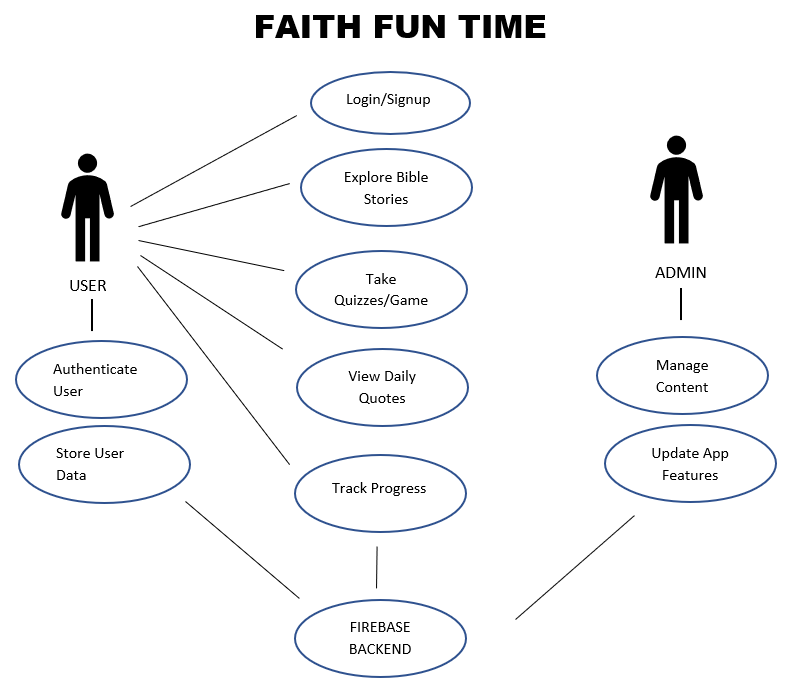 FAITH FUN TIME
Login/Signup
Explore Bible
Stories
Take
Quizzes/Game
View Daily
Quotes
Track Progress
USER
Authenticate
User
Store User
Data
ADMIN
Manage
Content
Update App
Features
FIREBASE
BACKEND